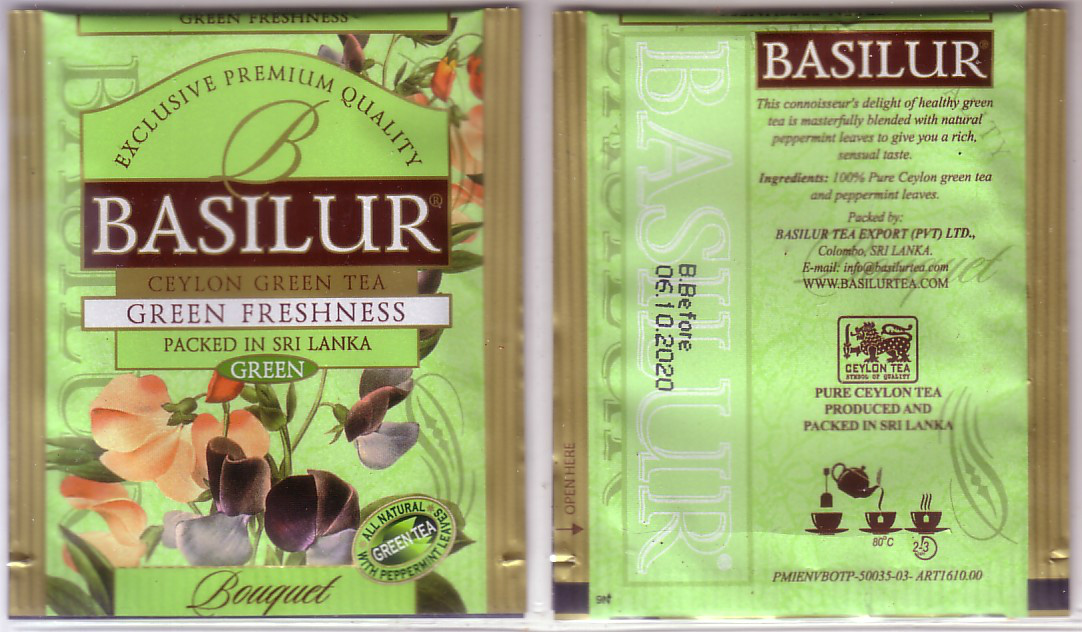 GREEN FRESHNESS
EXCLUSIVE PREMIUM QUALITY
B
BASILUR®
CEYLON GREEN TEA
GREEN FRESHNESS
PACKED IN SRI LANKA
GREEN
ALL NATURAL
GREEN TEA
WITH PEPPERMINT LEAVES
Bouquet
BASILUR
BASILUR®
BASILUR®
This connoisseur's delight of healthy green
tea is masterfully blended with natural
peppermint leaves to give you a rich,
sensual taste.
Ingredients: 100% Pure Ceylon green tea
and peppermint leaves.
Packed by:
BASILUR TEA EXPORT (PVT) LTD.,
Colombo, SRI LANKA.
E-mail: info@basilurtea.com
WWW.BASILURTEA.COM
B.Before
06.10.2020
CEYLON TEA
SYMBOL OF QUALITY
PURE CEYLON TEA
PRODUCED AND
PACKED IN SRI LANKA
OPEN HERE
80°C
2-3
PMIENVBOTP-50035-03- ART1610.00